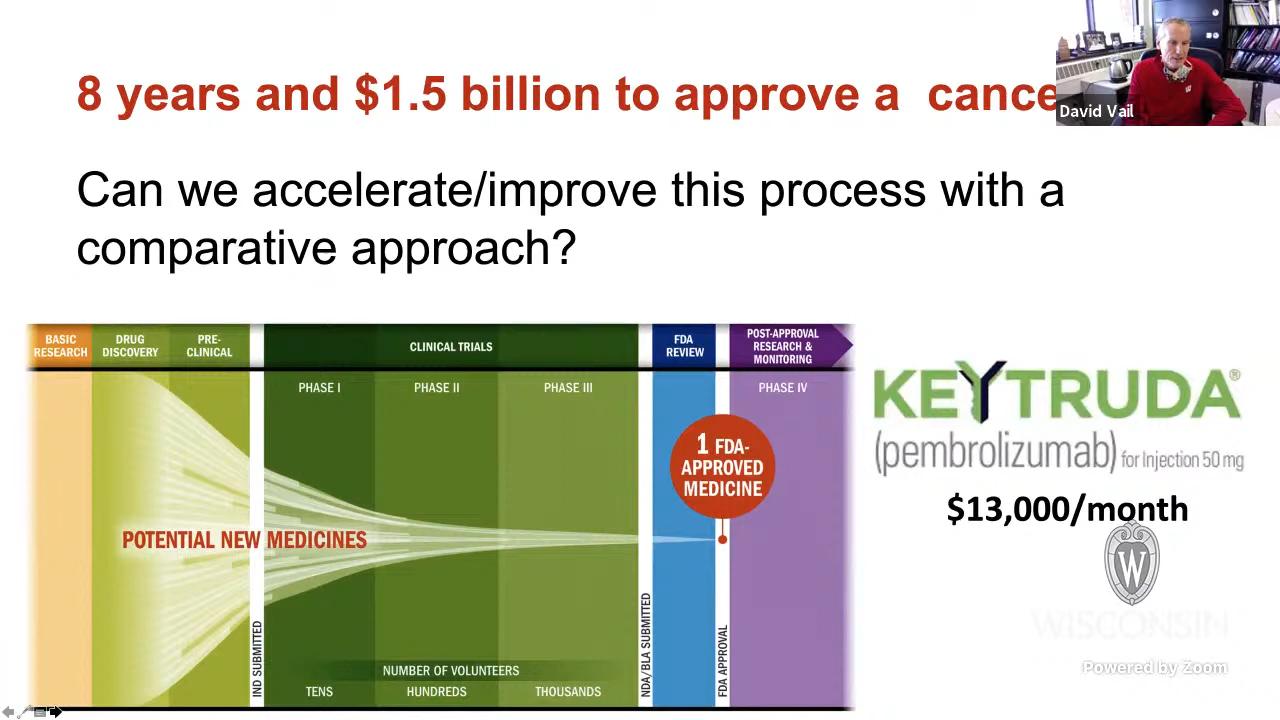 8 years and $1.5 billion to approve a cance
David Vail
Can we accelerate/improve this process with a
comparative approach?
BASIC
RESEARCH
DRUG
DISCOVERY
PRE-
CLINICAL
CLINICAL TRIALS
FDA
REVIEW
POST-APPROVAL
RESEARCH &
MONITORING
PHASE I
PHASE II
PHASE III
PHASE IV
1 FDA-
APPROVED
MEDICINE
POTENTIAL NEW MEDICINES
IND SUBMITTED
NDA/BLA SUBMITTED
FDA APPROVAL
NUMBER OF VOLUNTEERS
TENS
HUNDREDS
THOUSANDS
KEYTRUDA®
(pembrolizumab) for Injection 50 mg
$13,000/month
W
WISCONSIN
Powered by Zoom